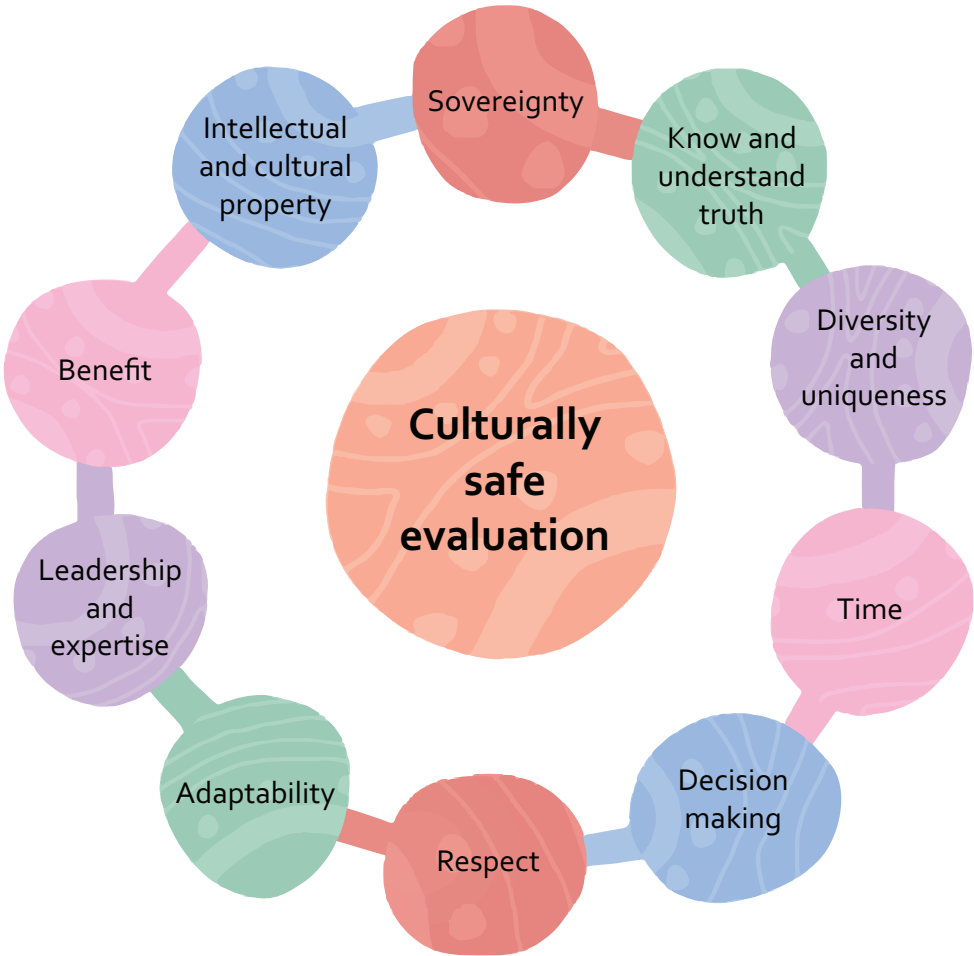 Sovereignty
Know and
understand
truth
Diversity
and
uniqueness
Time
Decision
making
Respect
Adaptability
Leadership
and
expertise
Benefit
Intellectual
and cultural
property
Culturally
safe
evaluation